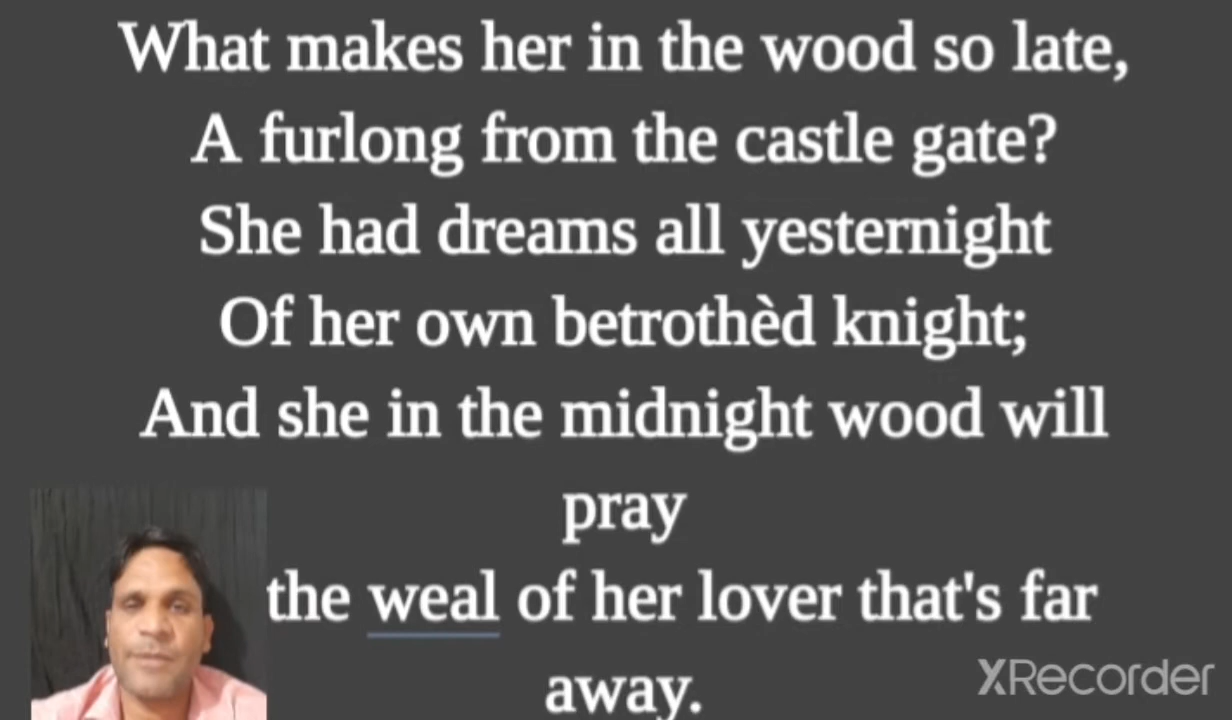 What makes her in the wood so late,
A furlong from the castle gate?
She had dreams all yesternight
Of her own betrothèd knight;
And she in the midnight wood will
pray
the weal of her lover that's far
away.
XRecorder